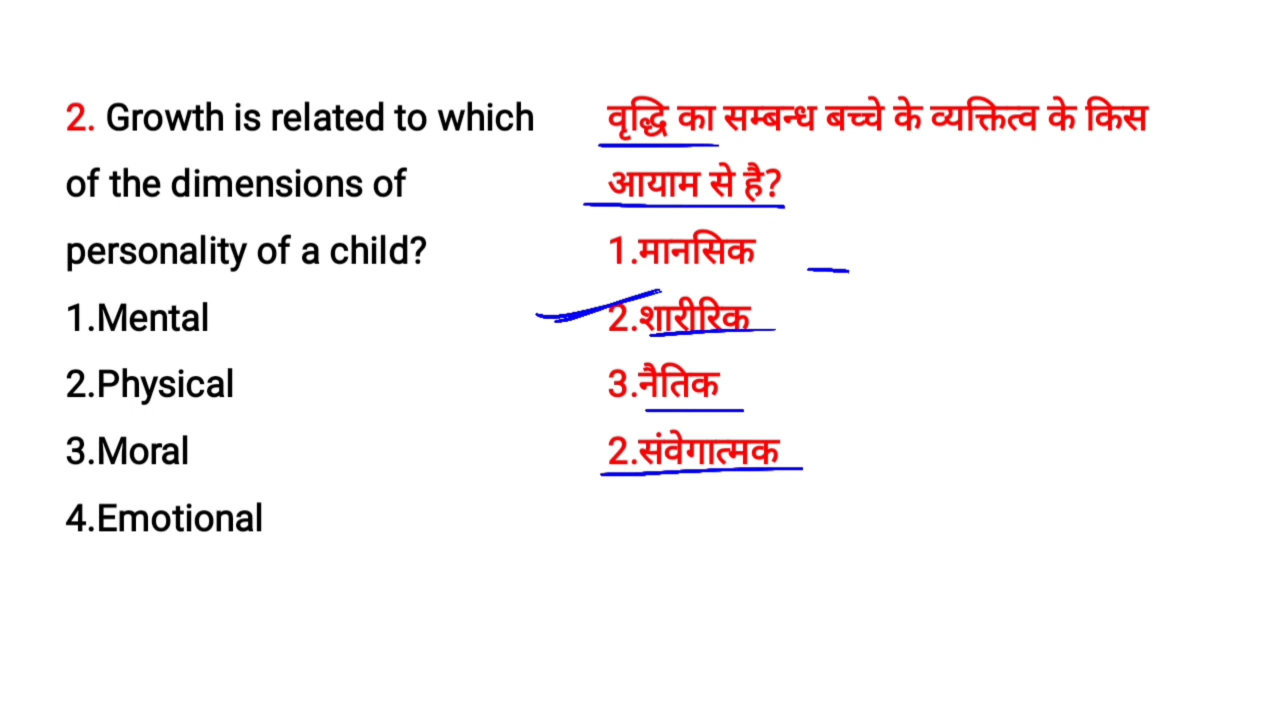 2. Growth is related to which
of the dimensions of
personality of a child?
1.Mental
2.Physical
3.Moral
4.Emotional
वृद्धि का सम्बन्ध बच्चे के व्यक्तित्व के किस
आयाम से है?
1.मानसिक
2.शारीरिक
3.नैतिक
2.संवेगात्मक